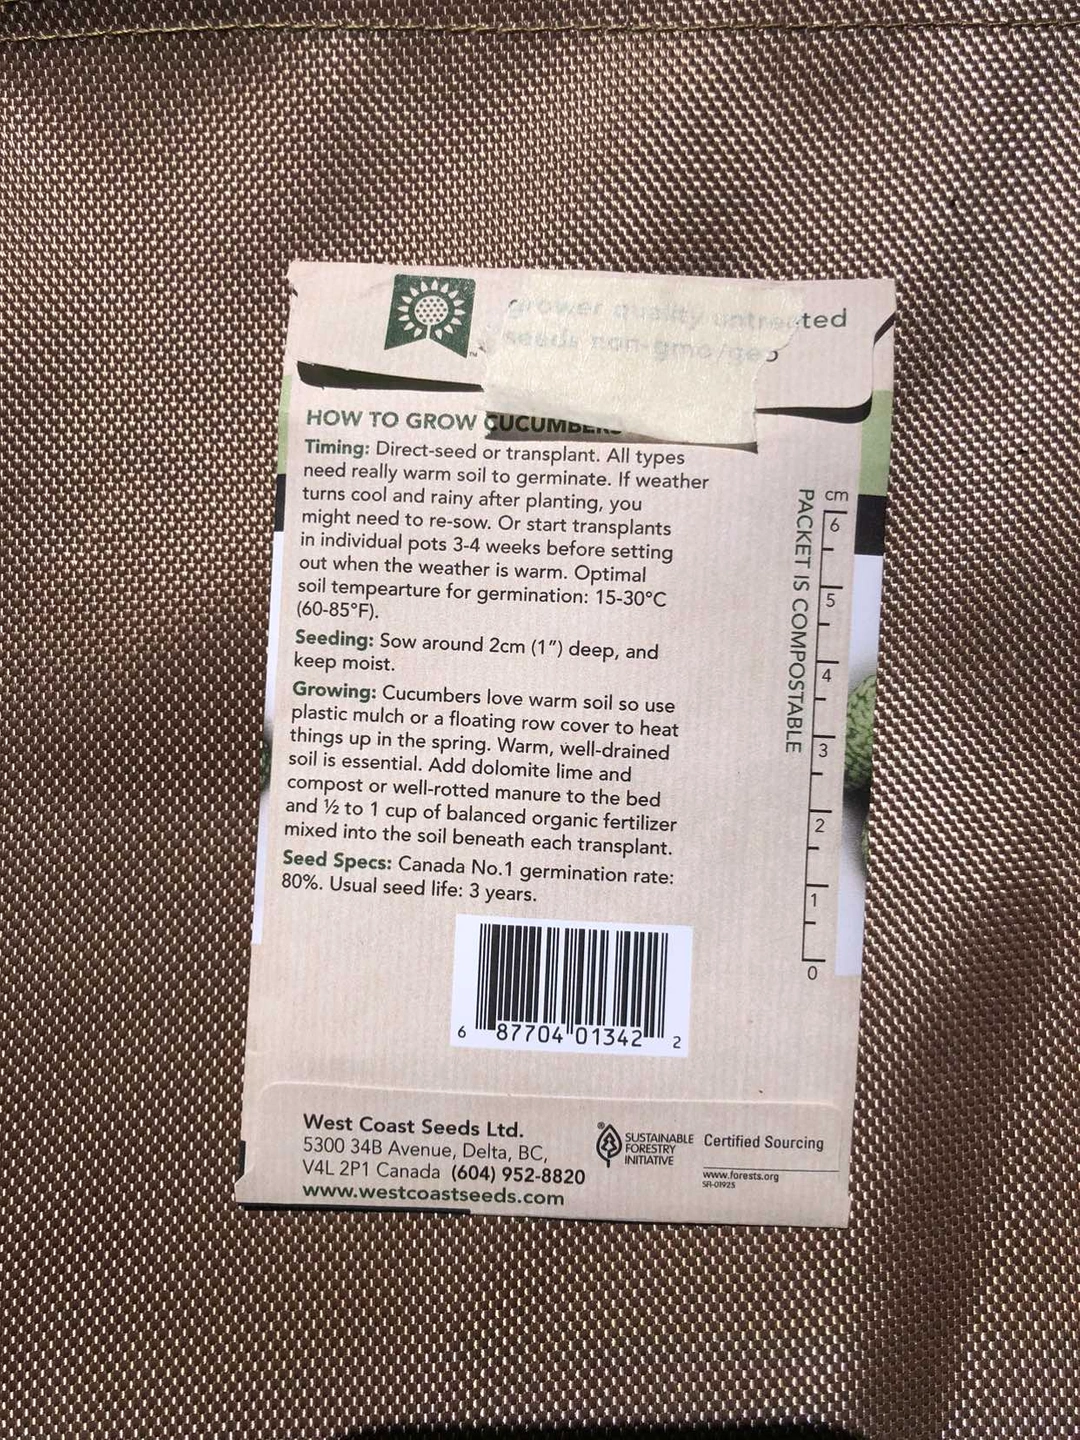 grower quality untreated
seeds non-gmo/geo
™
HOW TO GROW CUCUMBERS
Timing: Direct-seed or transplant. All types
need really warm soil to germinate. If weather
turns cool and rainy after planting, you
might need to re-sow. Or start transplants
in individual pots 3-4 weeks before setting
out when the weather is warm. Optimal
soil tempearture for germination: 15-30°C
(60-85°F).
Seeding: Sow around 2cm (1”) deep, and
keep moist.
Growing: Cucumbers love warm soil so use
plastic mulch or a floating row cover to heat
things up in the spring. Warm, well-drained
soil is essential. Add dolomite lime and
compost or well-rotted manure to the bed
and ½ to 1 cup of balanced organic fertilizer
mixed into the soil beneath each transplant.
Seed Specs: Canada No.1 germination rate:
80%. Usual seed life: 3 years.
PACKET IS COMPOSTABLE
cm
6
5
4
3
2
1
0
6 87704 01342 2
West Coast Seeds Ltd.
5300 34B Avenue, Delta, BC,
V4L 2P1 Canada (604) 952-8820
www.westcoastseeds.com
SUSTAINABLE
FORESTRY
INITIATIVE
Certified Sourcing
www.forests.org
SFI-01925